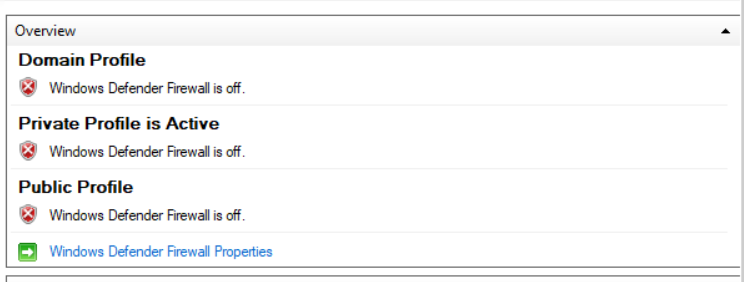 Overview
Domain Profile
Windows Defender Firewall is off.
Private Profile is Active
Windows Defender Firewall is off.
Public Profile
Windows Defender Firewall is off.
Windows Defender Firewall Properties